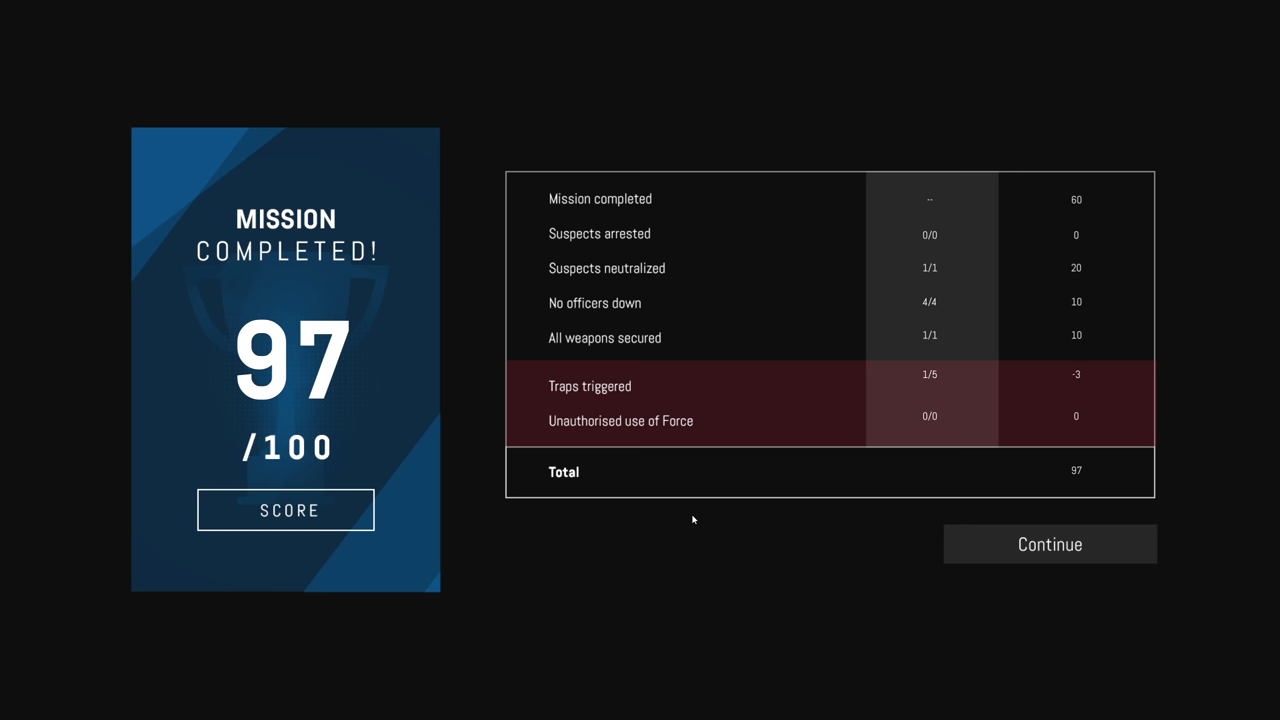 MISSION
COMPLETED!
97
/100
SCORE
Mission completed -- 60
Suspects arrested 0/0 0
Suspects neutralized 1/1 20
No officers down 4/4 10
All weapons secured 1/1 10
Traps triggered 1/5 -3
Unauthorised use of Force 0/0 0
Total 97
Continue